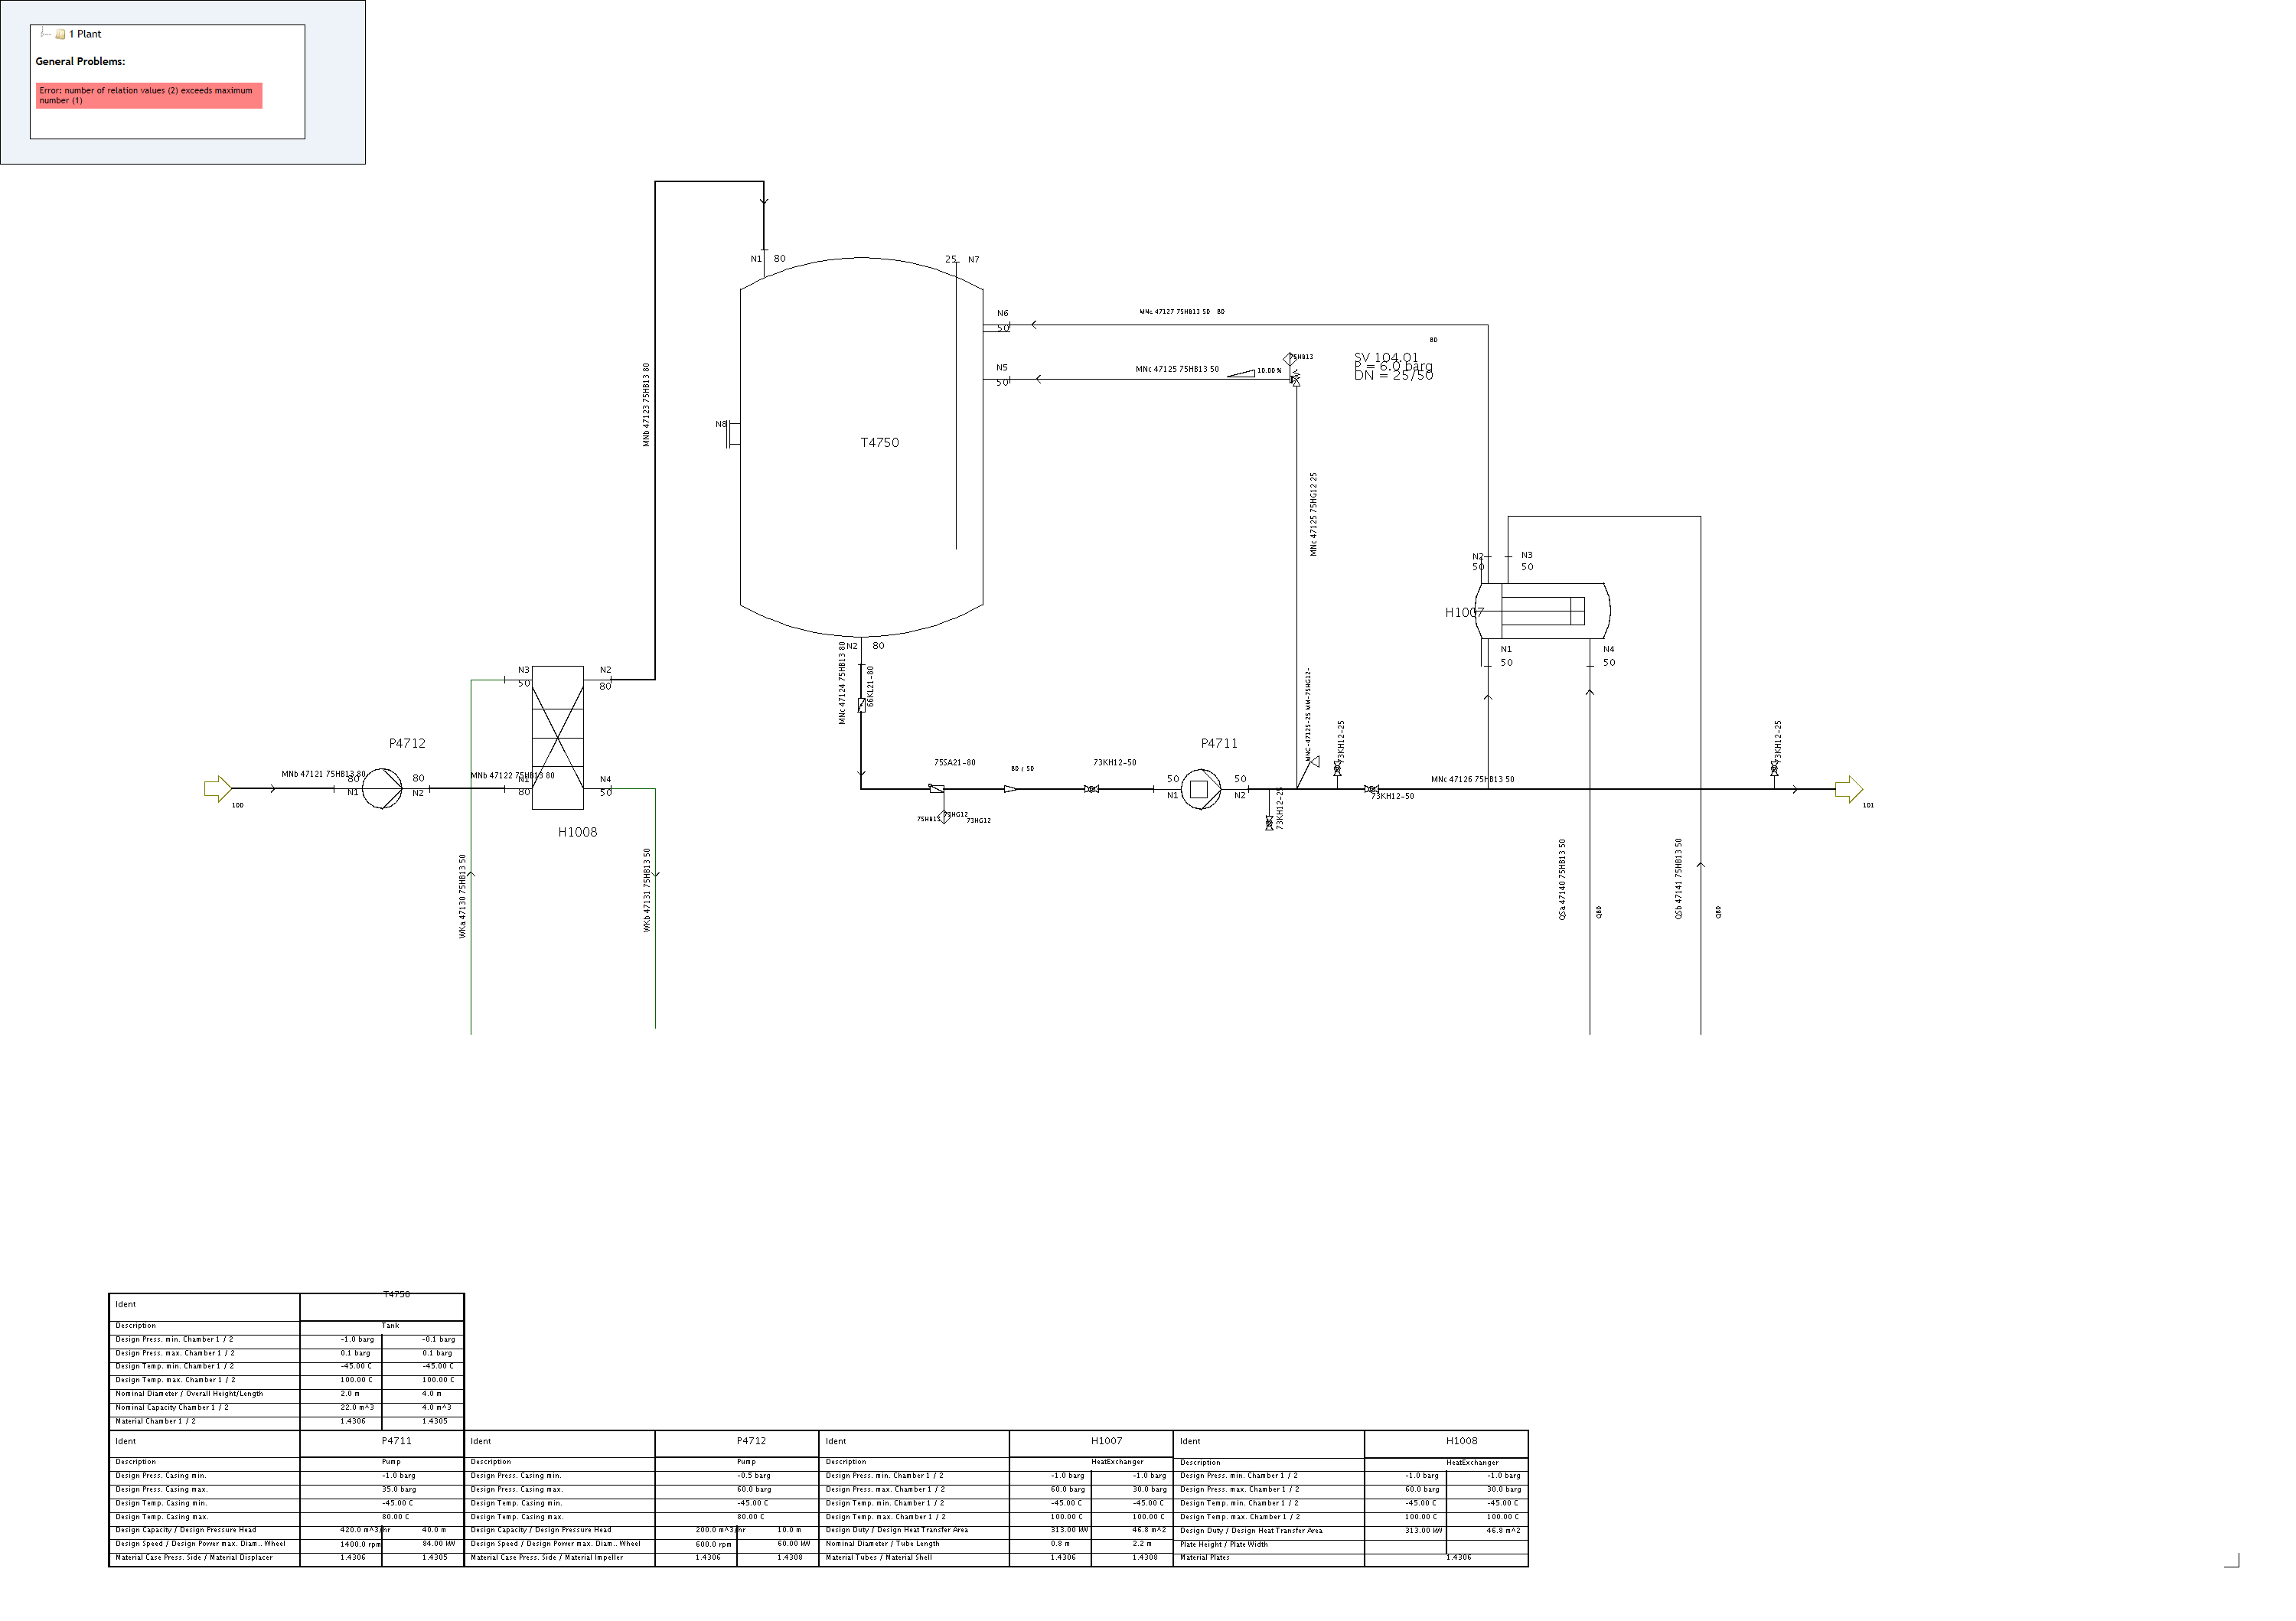 1 Plant
General Problems:
Error: number of relation values (2) exceeds maximum
number (1)
N1 80
25 N7
N6
50
MNc 47127 75HB13 50 80
80
N5
50
MNc 47125 75HB13 50
10.00 %
75HB13
SV 104.01
P = 6.0 barg
DN = 25/50
MNb 47123 75HB13 80
N8
T4750
MNc 47125 75HG12 25
N2
50
N3
50
H1007
N1
50
N4
50
N2 80
MNc 47124 75HB13 80
66KL21-80
N3
50
N2
80
P4712
MNb 47121 75HB13 80
80
N1
80
N2
MNb 47122 75HB13 80
N1
80
N4
50
H1008
100
75SA21-80
80 / 50
73KH12-50
75HB13
73HG12
73HG12
P4711
50
N1
50
N2
73KH12-25
MNC-47125-25 MM-75HG12-
73KH12-25
73KH12-50
MNc 47126 75HB13 50
73KH12-25
101
WKa 47130 75HB13 50
WKb 47131 75HB13 50
QSa 47140 75HB13 50
Q80
QSb 47141 75HB13 50
Q80
Ident T4750
Description Tank
Design Press. min. Chamber 1 / 2 -1.0 barg -0.1 barg
Design Press. max. Chamber 1 / 2 0.1 barg 0.1 barg
Design Temp. min. Chamber 1 / 2 -45.00 C -45.00 C
Design Temp. max. Chamber 1 / 2 100.00 C 100.00 C
Nominal Diameter / Overall Height/Length 2.0 m 4.0 m
Nominal Capacity Chamber 1 / 2 22.0 m^3 4.0 m^3
Material Chamber 1 / 2 1.4306 1.4305
Ident P4711 Ident P4712 Ident H1007 Ident H1008
Description Pump Description Pump Description HeatExchanger Description HeatExchanger
Design Press. Casing min. -1.0 barg Design Press. Casing min. -0.5 barg Design Press. min. Chamber 1 / 2 -1.0 barg -1.0 barg Design Press. min. Chamber 1 / 2 -1.0 barg -1.0 barg
Design Press. Casing max. 35.0 barg Design Press. Casing max. 60.0 barg Design Press. max. Chamber 1 / 2 60.0 barg 30.0 barg Design Press. max. Chamber 1 / 2 60.0 barg 30.0 barg
Design Temp. Casing min. -45.00 C Design Temp. Casing min. -45.00 C Design Temp. min. Chamber 1 / 2 -45.00 C -45.00 C Design Temp. min. Chamber 1 / 2 -45.00 C -45.00 C
Design Temp. Casing max. 80.00 C Design Temp. Casing max. 80.00 C Design Temp. max. Chamber 1 / 2 100.00 C 100.00 C Design Temp. max. Chamber 1 / 2 100.00 C 100.00 C
Design Capacity / Design Pressure Head 420.0 m^3/hr 40.0 m Design Capacity / Design Pressure Head 200.0 m^3/hr 10.0 m Design Duty / Design Heat Transfer Area 313.00 kW 46.8 m^2 Design Duty / Design Heat Transfer Area 313.00 kW 46.8 m^2
Design Speed / Design Power max. Diam.. Wheel 1400.0 rpm 84.00 kW Design Speed / Design Power max. Diam.. Wheel 600.0 rpm 60.00 kW Nominal Diameter / Tube Length 0.8 m 2.2 m Plate Height / Plate Width
Material Case Press. Side / Material Displacer 1.4306 1.4305 Material Case Press. Side / Material Impeller 1.4306 1.4308 Material Tubes / Material Shell 1.4306 1.4308 Material Plates 1.4306